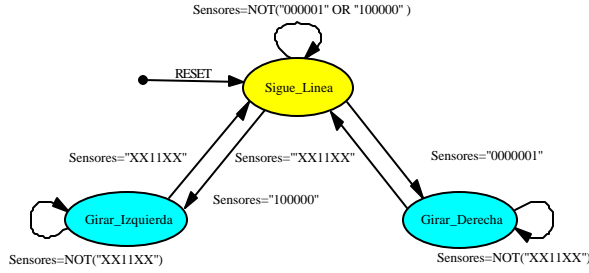 Sensores=NOT("000001" OR "100000" )
RESET
Sigue_Linea
Sensores="XX11XX"
Sensores='"XX11XX"
Sensores="0000001"
Sensores="100000"
Girar_Izquierda
Girar_Derecha
Sensores=NOT("XX11XX")
Sensores=NOT("XX11XX")